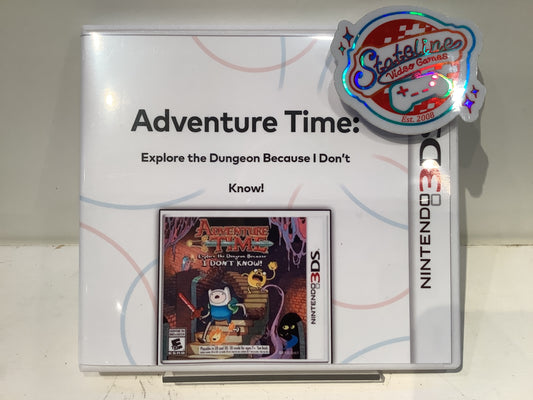 Stateline
Video Games
Est. 2008
Adventure Time:
Explore the Dungeon Because I Don't
Know!
NINTENDO 3DS
ADVENTURE
TIME
Explore the Dungeon Because
I DON'T KNOW!
NINTENDO 3DS
E